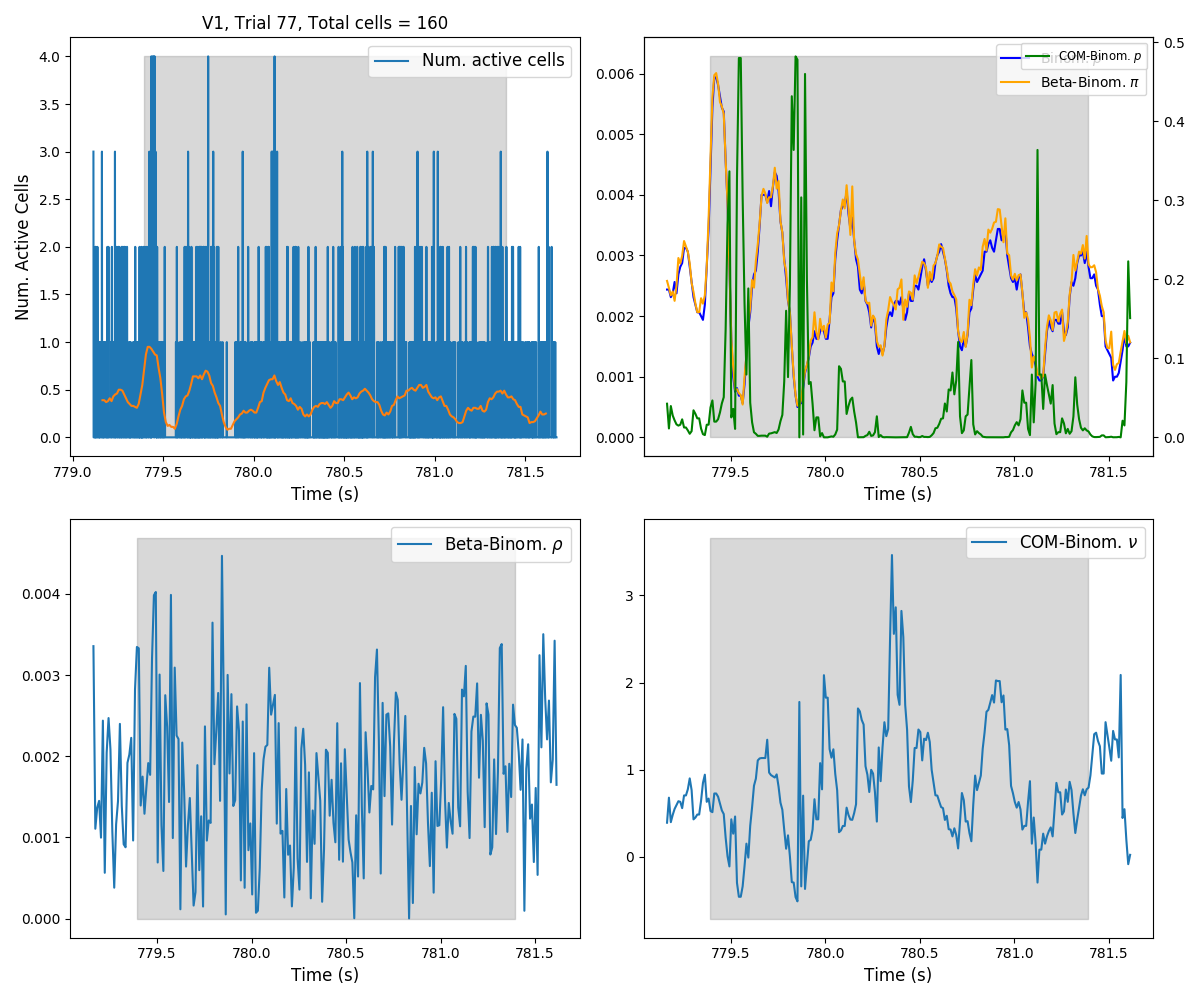 V1, Trial 77, Total cells = 160
Num. Active Cells
4.0
3.5
3.0
2.5
2.0
1.5
1.0
0.5
0.0
Num. active cells
779.0 779.5 780.0 780.5 781.0 781.5
Time (s)
0.006
0.005
0.004
0.003
0.002
0.001
0.000
COM-Binom. p
Beta-Binom. π
0.5
0.4
0.3
0.2
0.1
0.0
779.5 780.0 780.5 781.0 781.5
Time (s)
0.004
0.003
0.002
0.001
0.000
Beta-Binom. ρ
779.5 780.0 780.5 781.0 781.5
Time (s)
3
2
1
0
COM-Binom. ν
779.5 780.0 780.5 781.0 781.5
Time (s)